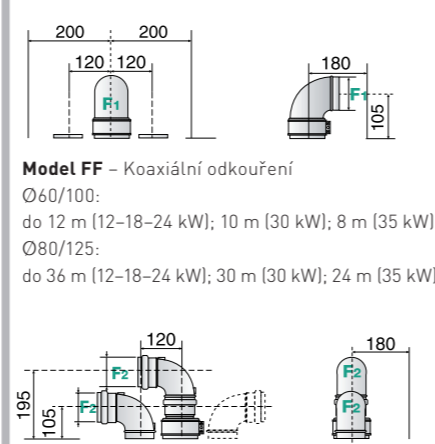 200 200
120 120
F1
180
F1
105
Model FF – Koaxiální odkouření
Ø60/100:
do 12 m (12–18–24 kW); 10 m (30 kW); 8 m (35 kW)
Ø80/125:
do 36 m (12–18–24 kW); 30 m (30 kW); 24 m (35 kW)
120
F2
F2
195
105
180
F2
F2